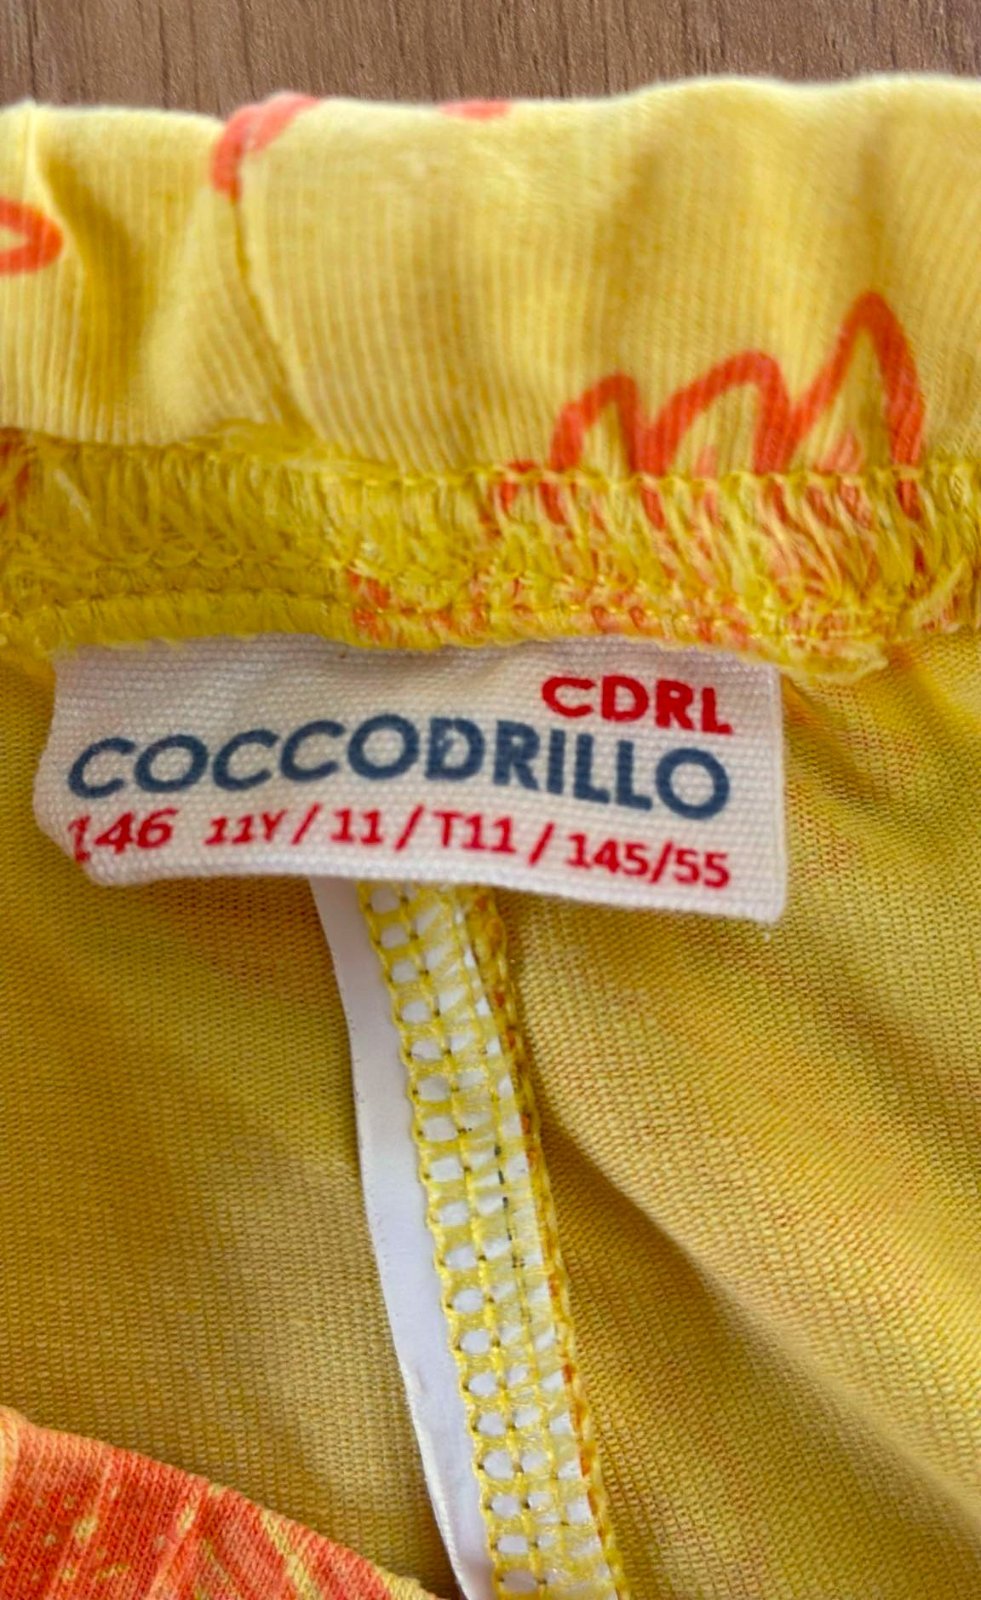 CDRL
COCCODRILLO
146 11Y / 11 / T11 / 145/55